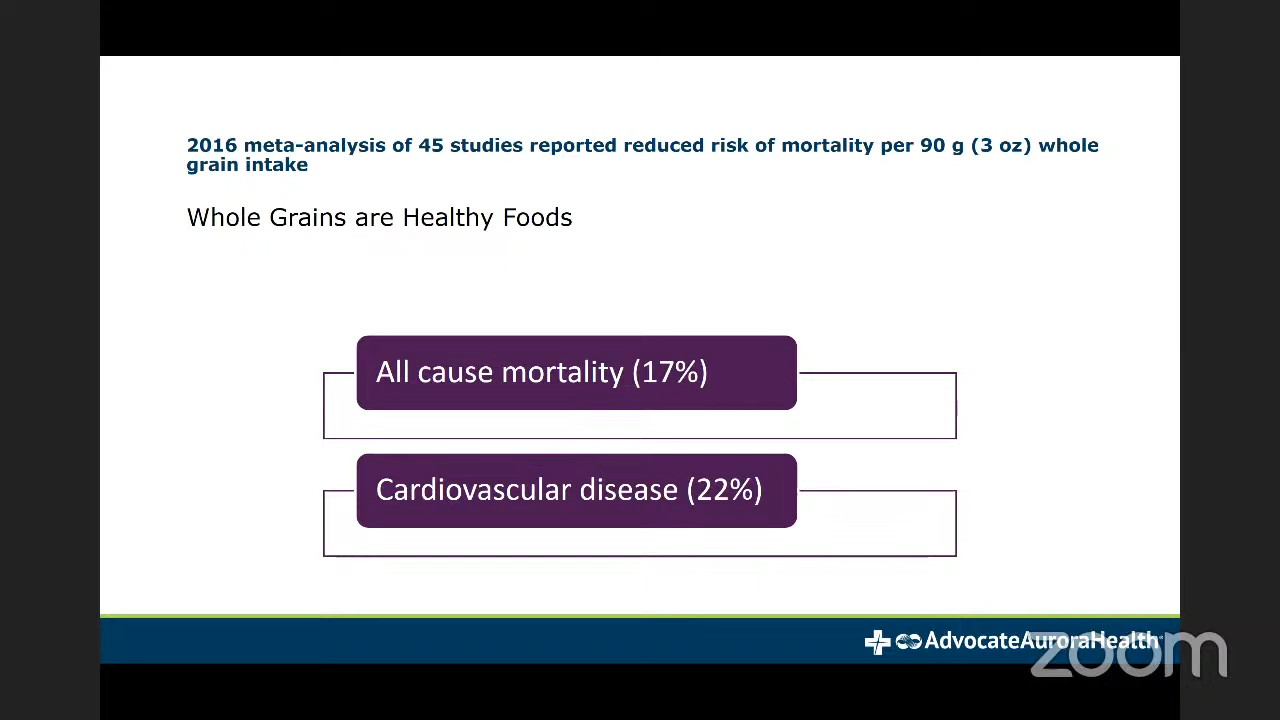 2016 meta-analysis of 45 studies reported reduced risk of mortality per 90 g (3 oz) whole
grain intake
Whole Grains are Healthy Foods
All cause mortality (17%)
Cardiovascular disease (22%)
AdvocateAuroraHealth
zoom